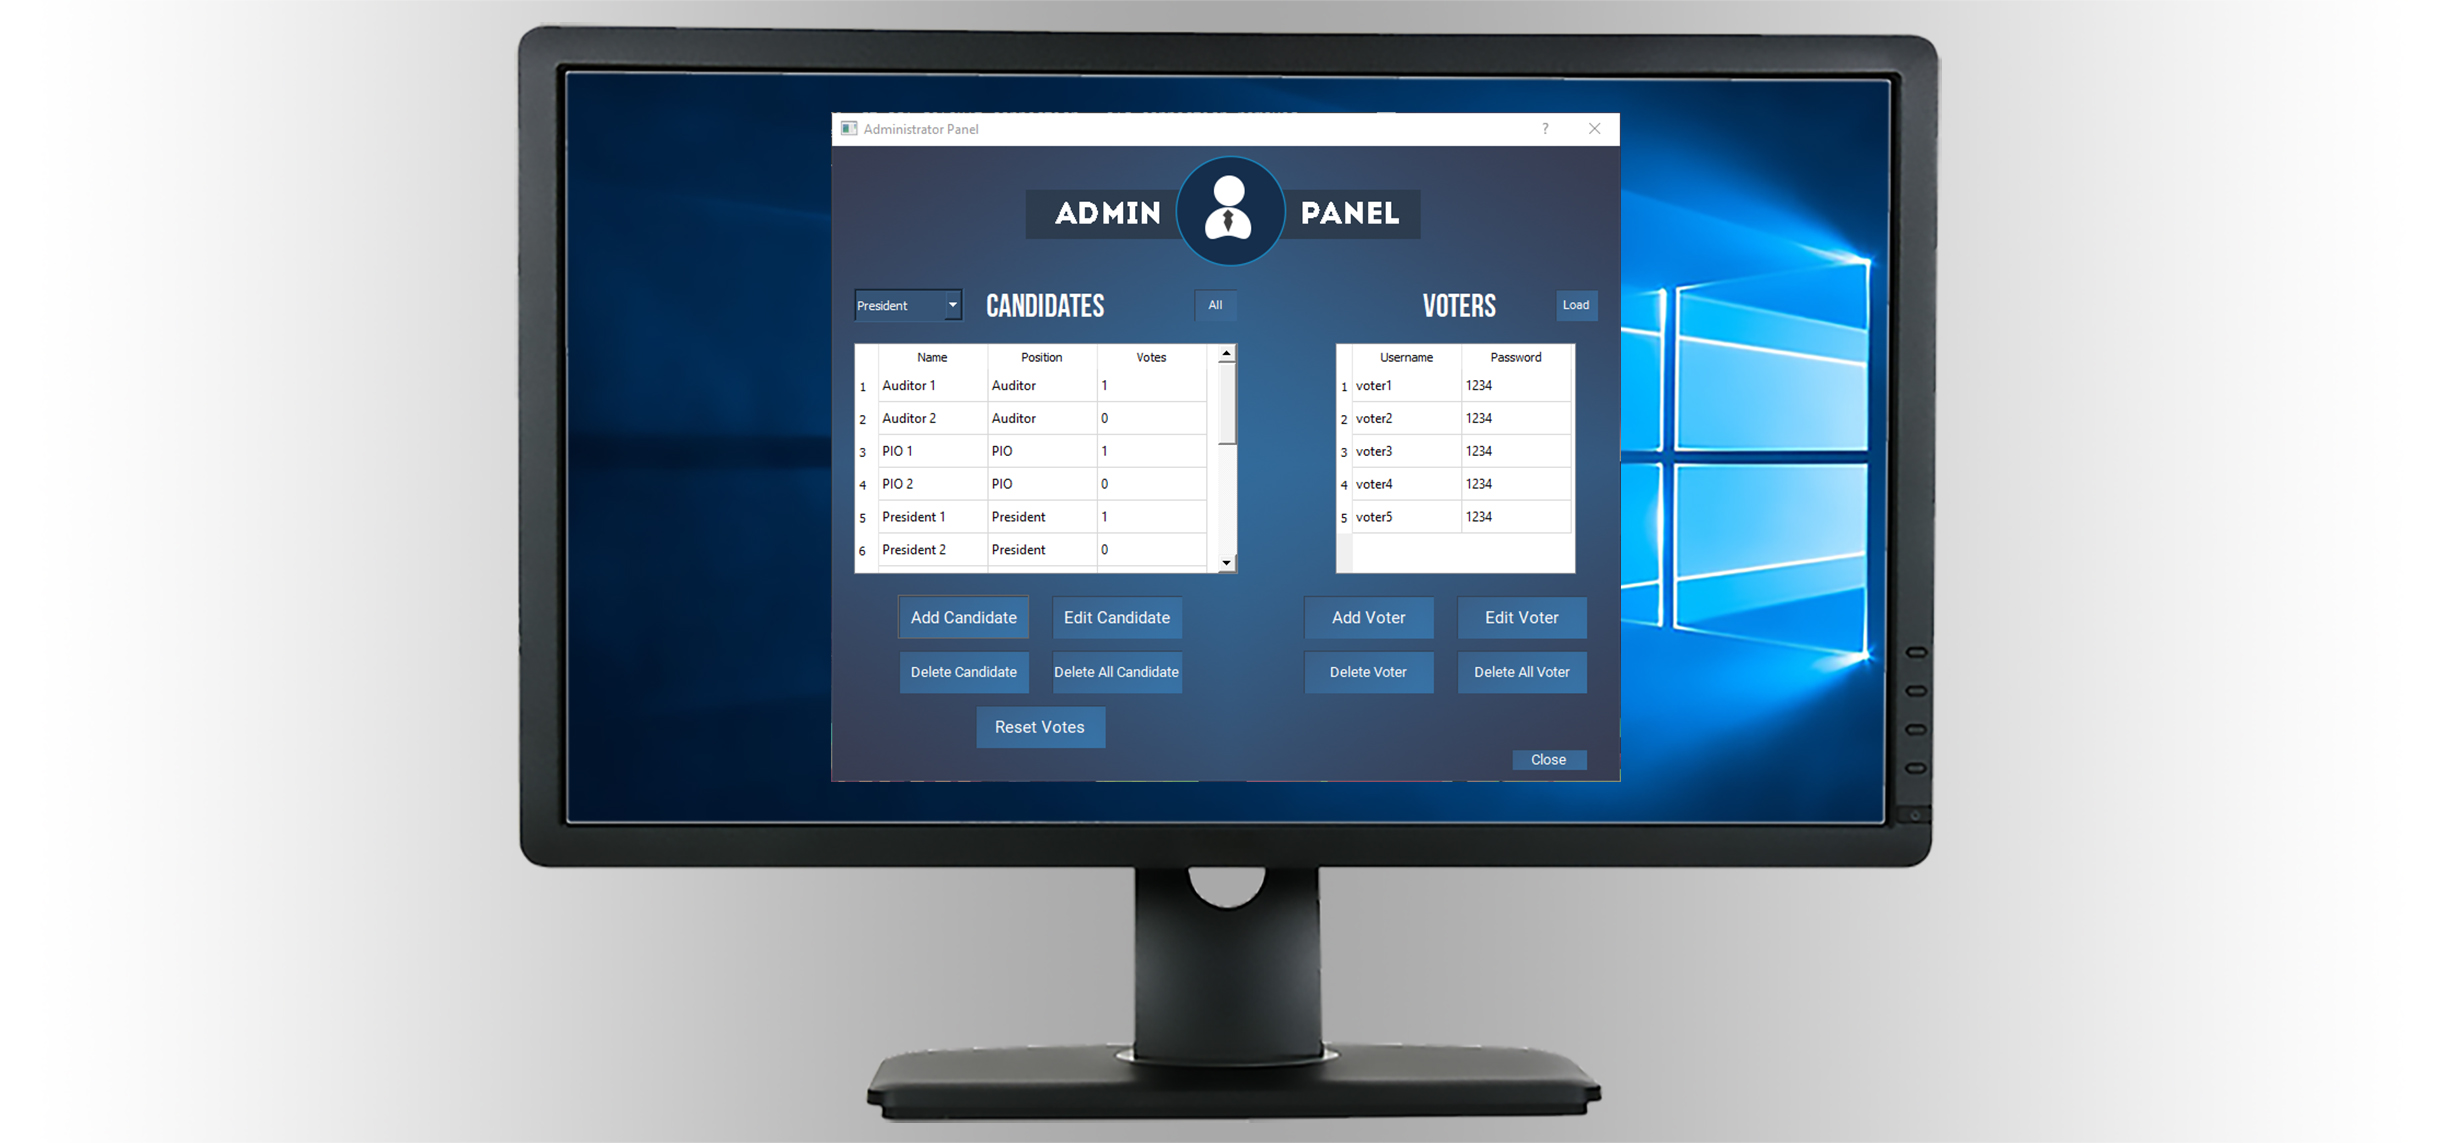 Administrator Panel ?
ADMIN PANEL
President CANDIDATES All VOTERS Load
Name Position Votes
1 Auditor 1 Auditor 1
2 Auditor 2 Auditor 0
3 PIO 1 PIO 1
4 PIO 2 PIO 0
5 President 1 President 1
6 President 2 President 0
Username Password
1 voter1 1234
2 voter2 1234
3 voter3 1234
4 voter4 1234
5 voter5 1234
Add Candidate Edit Candidate
Delete Candidate Delete All Candidate
Reset Votes
Add Voter Edit Voter
Delete Voter Delete All Voter
Close